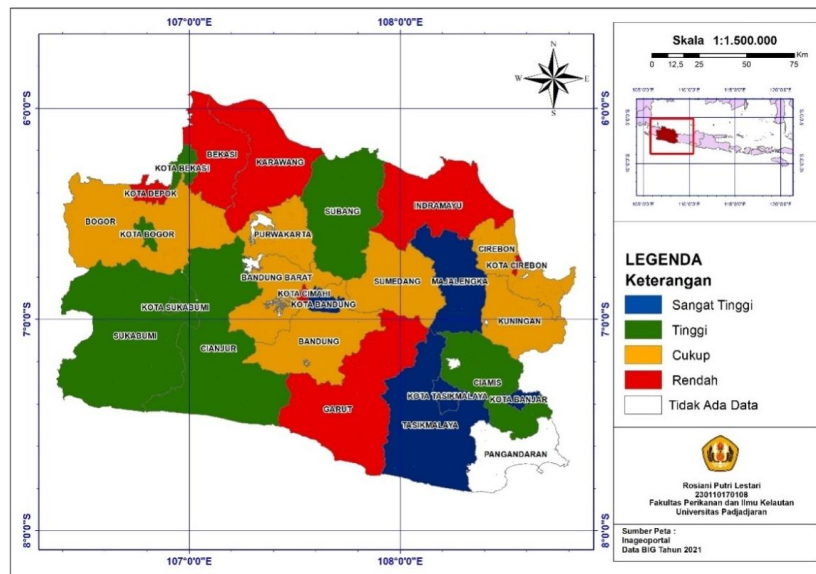 107°0'0"E
108°0'0"E
6°0'0"S
7°0'0"S
8°0'0"S
6°0'0"S
7°0'0"S
8°0'0"S
107°0'0"E
108°0'0"E
N
W
E
S
BEKASI
KOTA BEKASI
KARAWANG
KOTA DEPOK
BOGOR
KOTA BOGOR
SUBANG
INDRAMAYU
PURWAKARTA
CIREBON
KOTA CIREBON
BANDUNG BARAT
SUMEDANG
MAJALENGKA
KOTA CIMAHI
KOTA BANDUNG
KOTA SUKABUMI
KUNINGAN
SUKABUMI
CIANJUR
BANDUNG
CIAMIS
KOTA TASIKMALAYA
KOTA BANJAR
GARUT
TASIKMALAYA
PANGANDARAN
Skala 1:1.500.000
Km
0 12,5 25 50 75
LEGENDA
Keterangan
Sangat Tinggi
Tinggi
Cukup
Rendah
Tidak Ada Data
Rosiani Putri Lestari
230110170108
Fakultas Perikanan dan Ilmu Kelautan
Universitas Padjadjaran
Sumber Peta :
Inageoportal
Data BIG Tahun 2021